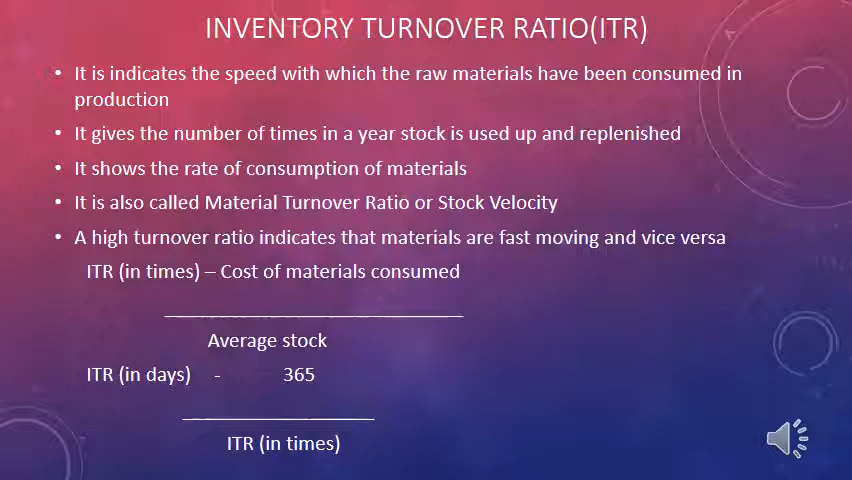 INVENTORY TURNOVER RATIO(ITR)
• It is indicates the speed with which the raw materials have been consumed in
production
• It gives the number of times in a year stock is used up and replenished
• It shows the rate of consumption of materials
• It is also called Material Turnover Ratio or Stock Velocity
• A high turnover ratio indicates that materials are fast moving and vice versa
ITR (in times) – Cost of materials consumed
Average stock
ITR (in days) - 365
ITR (in times)